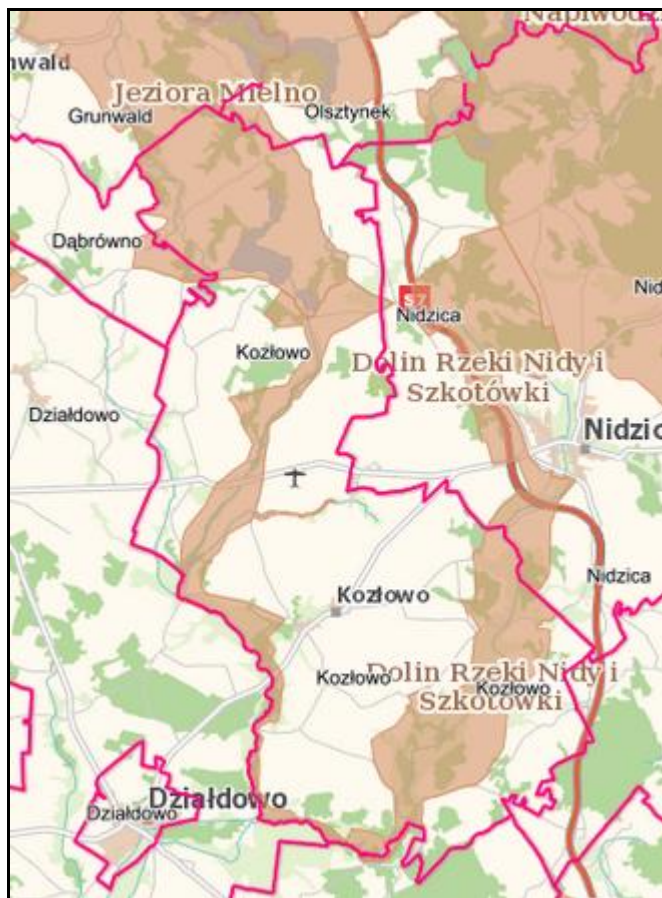 Napiwodz
nwald
Jeziora Mielno
Grunwald
Olsztynek
Dąbrówno
Nid
S7
Nidzica
Kozłowo
Dolin Rzeki Nidy i
Szkotówki
Działdowo
Nidzic
Nidzica
Kozłowo
Kozłowo
Dolin Rzeki Nidy i
Kozłowo
Szkotówki
Działdowo
Działdowo